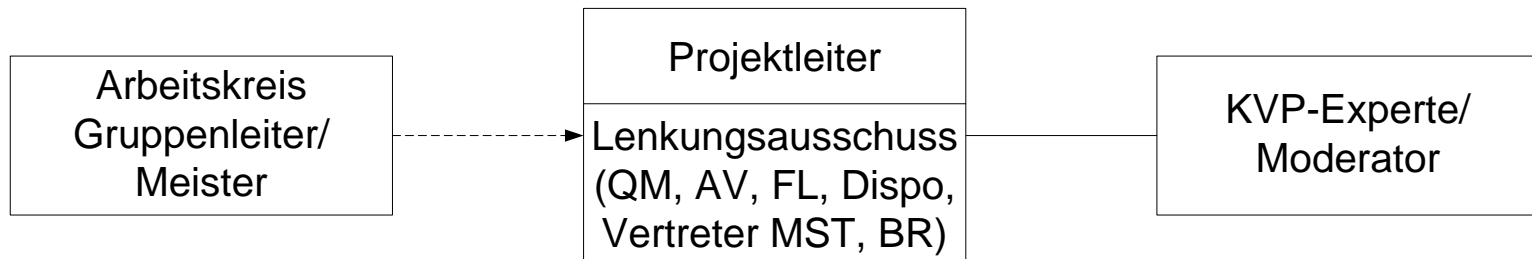 Arbeitskreis
Gruppenleiter/
Meister
Projektleiter
Lenkungsausschuss
(QM, AV, FL, Dispo,
Vertreter MST, BR)
KVP-Experte/
Moderator